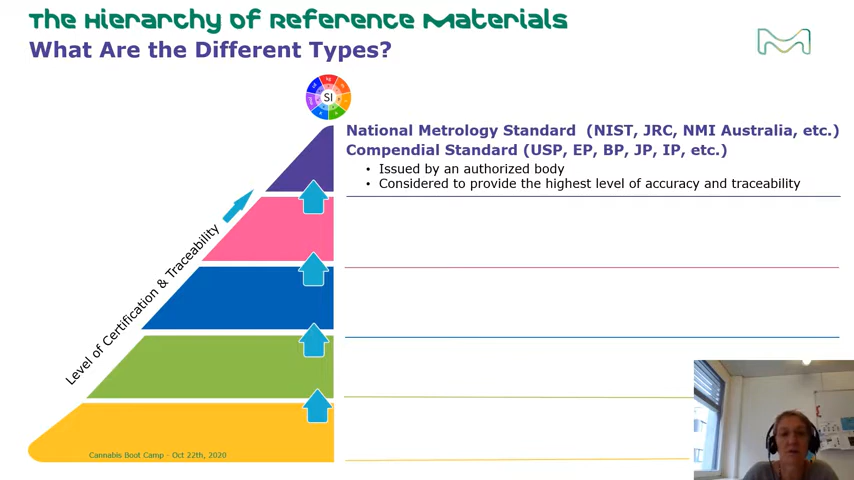 The Hierarchy of Reference Materials
What Are the Different Types?
SI
National Metrology Standard (NIST, JRC, NMI Australia, etc.)
Compendial Standard (USP, EP, BP, JP, IP, etc.)
• Issued by an authorized body
• Considered to provide the highest level of accuracy and traceability
Level of Certification & Traceability
Cannabis Boot Camp - Oct 22th, 2020